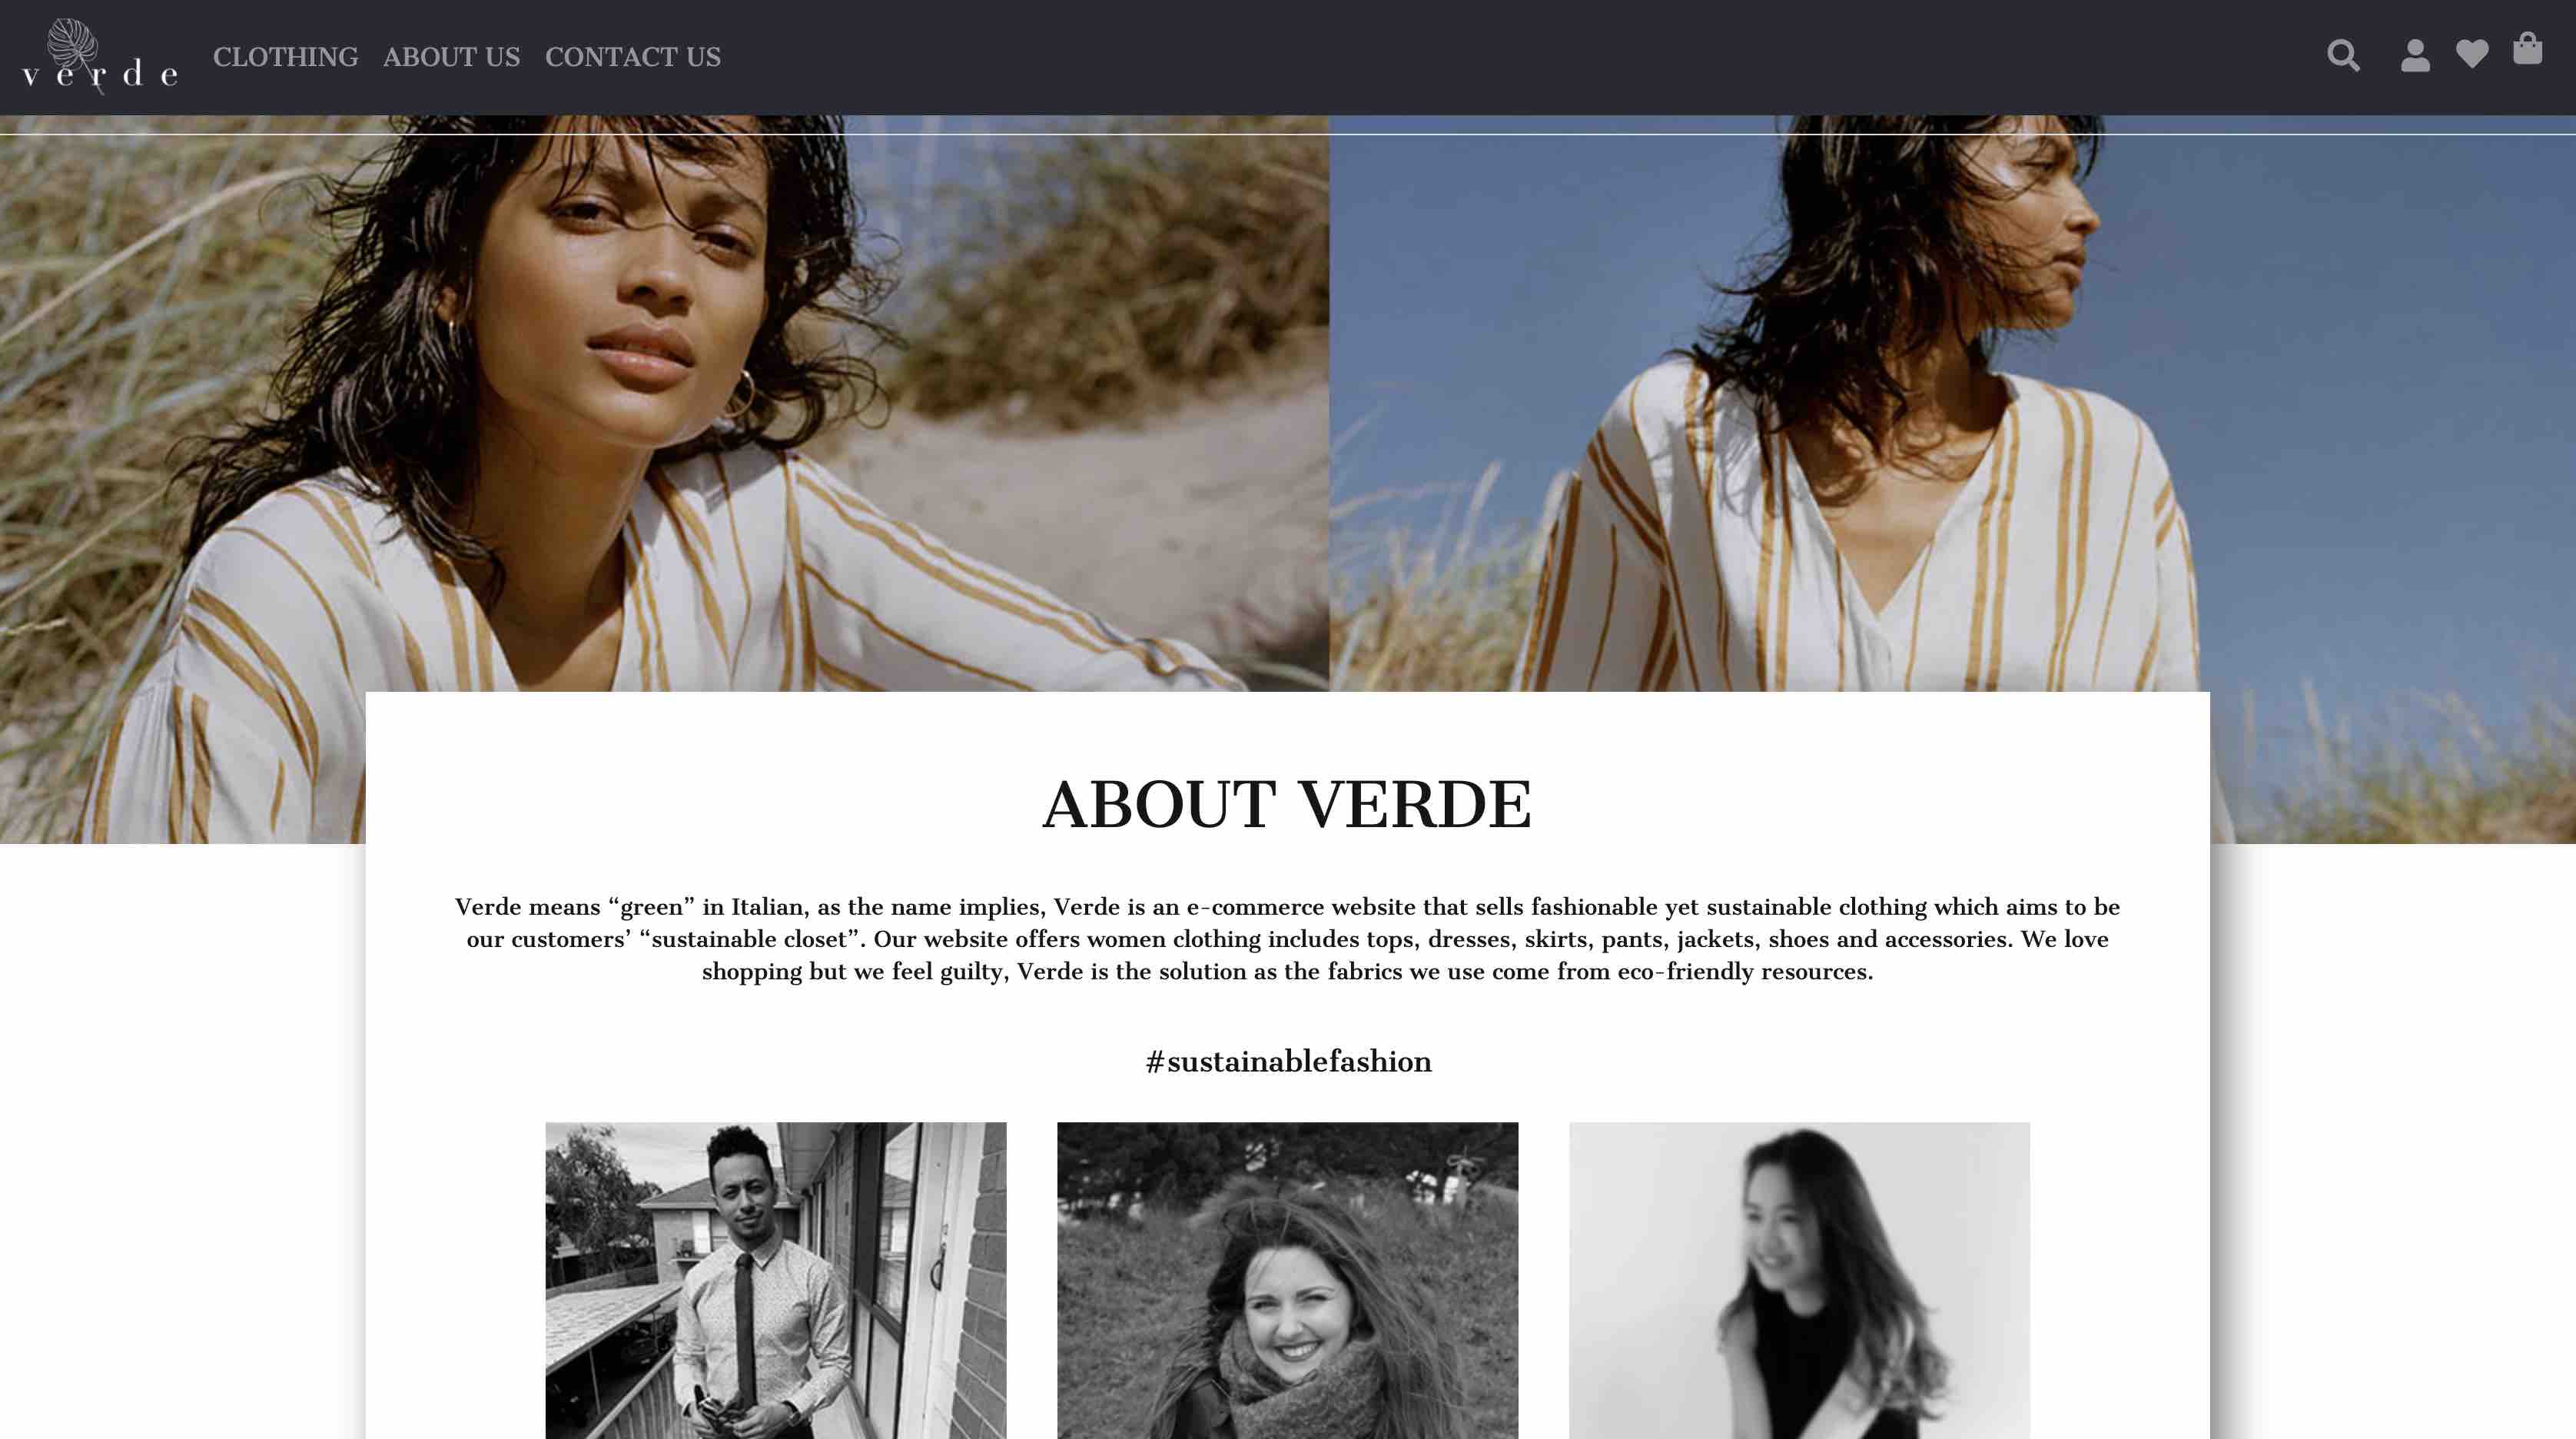 verde
CLOTHING ABOUT US CONTACT US
ABOUT VERDE
Verde means “green” in Italian, as the name implies, Verde is an e-commerce website that sells fashionable yet sustainable clothing which aims to be
our customers’ “sustainable closet”. Our website offers women clothing includes tops, dresses, skirts, pants, jackets, shoes and accessories. We love
shopping but we feel guilty, Verde is the solution as the fabrics we use come from eco-friendly resources.
#sustainablefashion